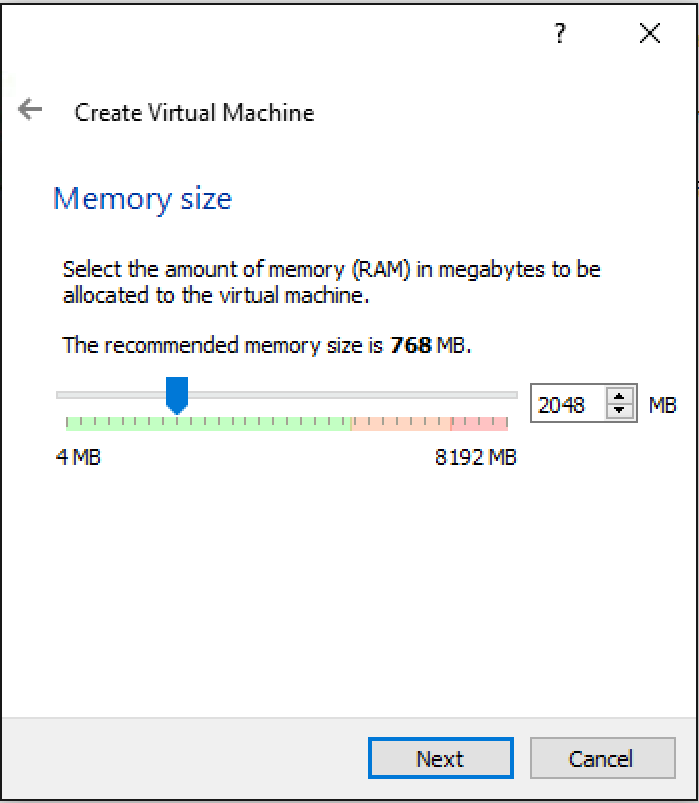 ?
Create Virtual Machine
Memory size
Select the amount of memory (RAM) in megabytes to be
allocated to the virtual machine.
The recommended memory size is 768 MB.
2048 MB
4 MB 8192 MB
Next Cancel